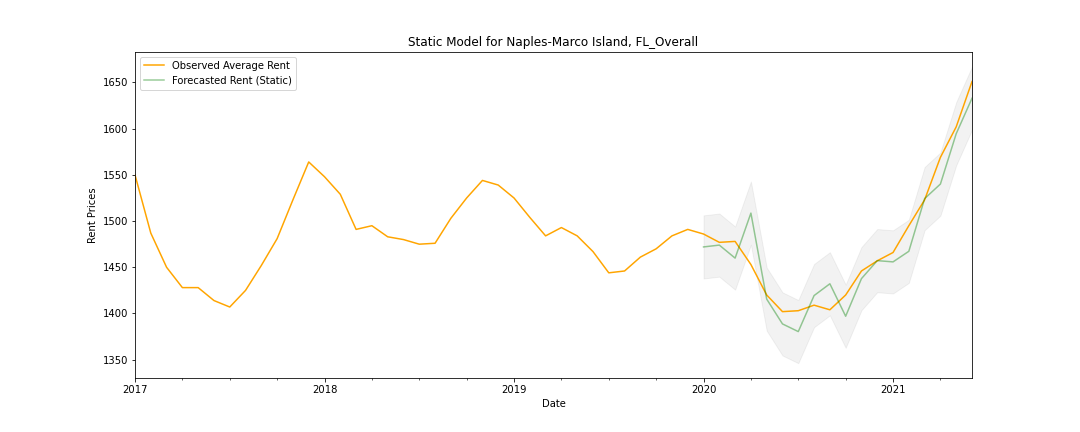 Static Model for Naples-Marco Island, FL_Overall
Observed Average Rent
Forecasted Rent (Static)
Rent Prices
1650
1600
1550
1500
1450
1400
1350
2017
2018
2019
2020
2021
Date